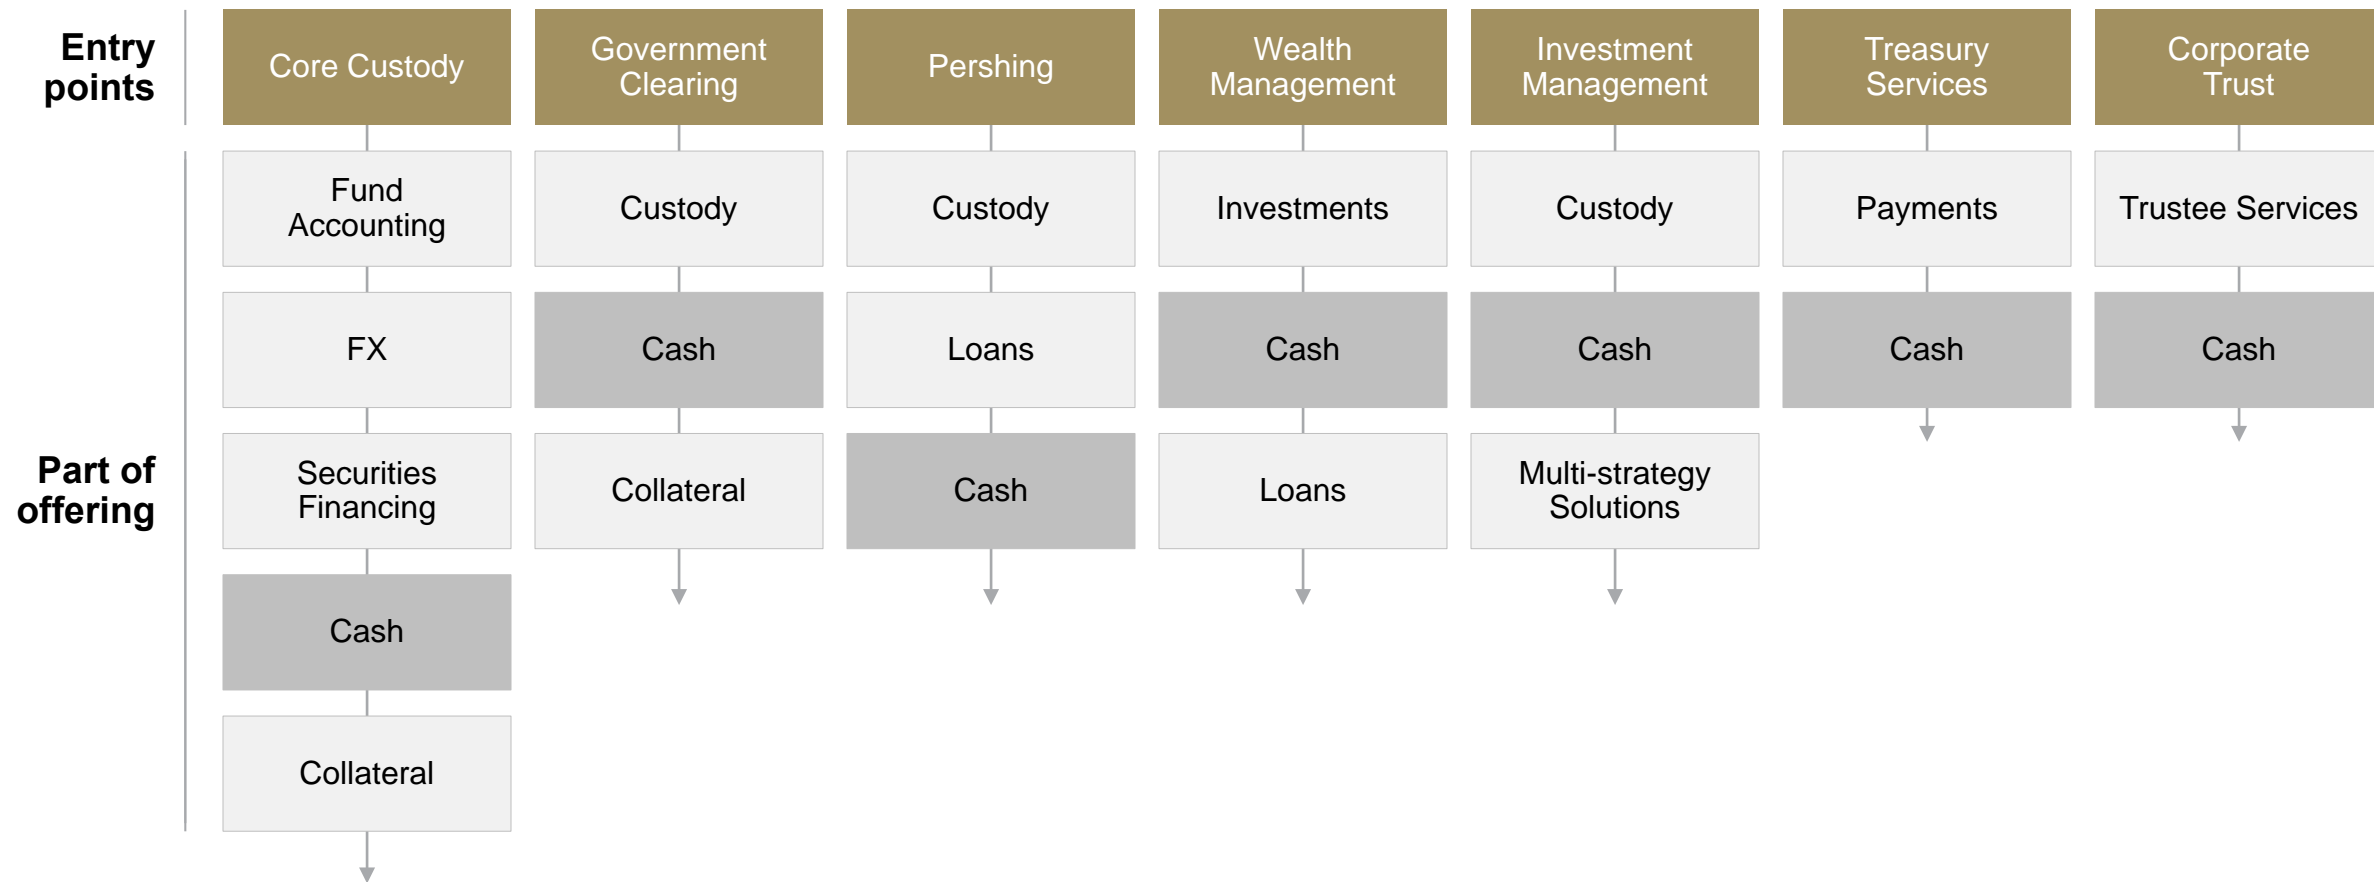 Entry
points
Core Custody
Government
Clearing
Pershing
Wealth
Management
Investment
Management
Treasury
Services
Corporate
Trust
Part of
offering
Fund
Accounting
Custody
Custody
Investments
Custody
Payments
Trustee Services
FX
Cash
Loans
Cash
Cash
Cash
Cash
Securities
Financing
Collateral
Cash
Loans
Multi-strategy
Solutions
Cash
Collateral